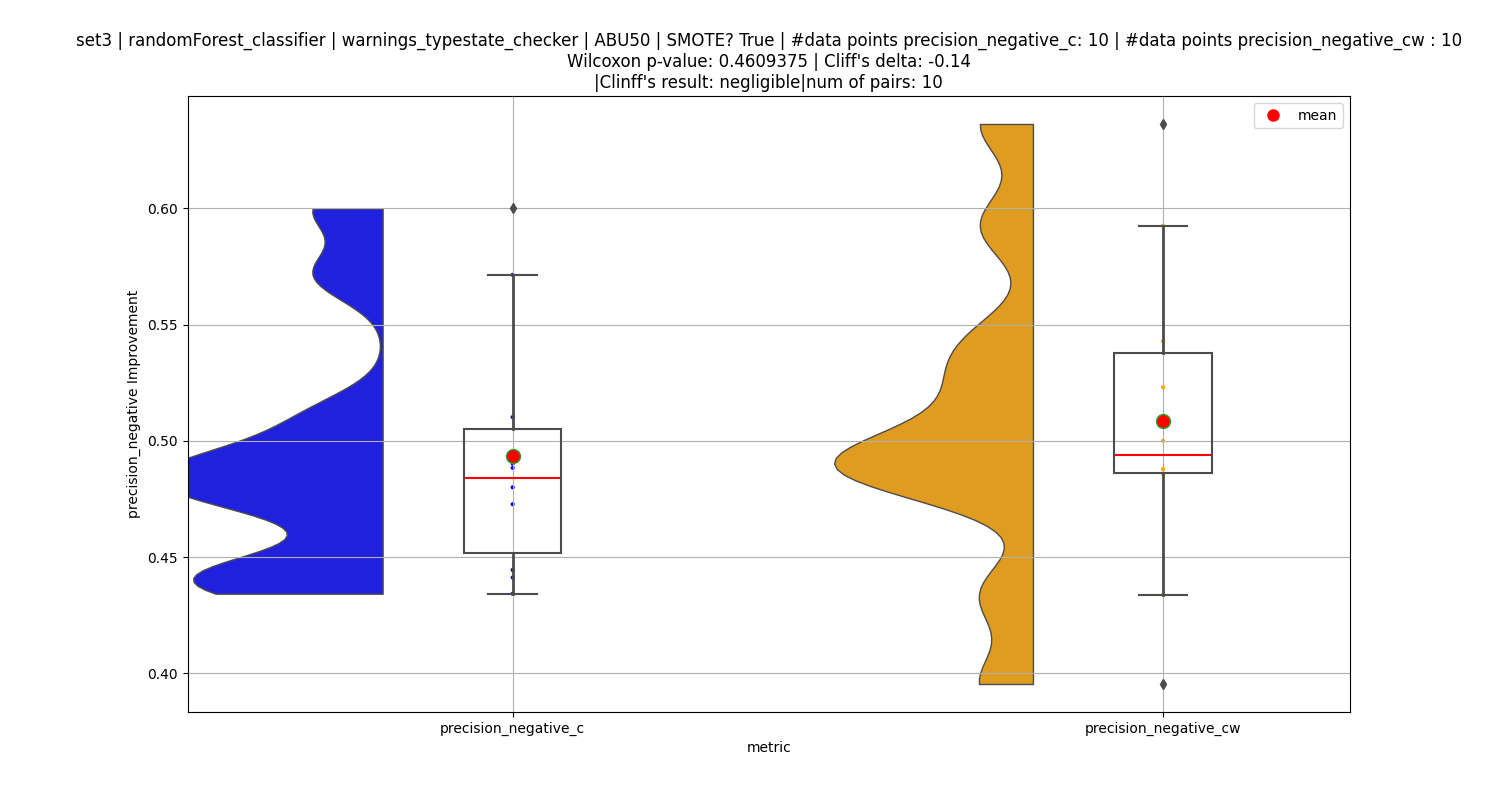 set3 | randomForest_classifier | warnings_typestate_checker | ABU50 | SMOTE? True | #data points precision_negative_c: 10 | #data points precision_negative_cw : 10
Wilcoxon p-value: 0.4609375 | Cliff's delta: -0.14
|Clinff's result: negligible|num of pairs: 10
mean
precision_negative Improvement
0.60
0.55
0.50
0.45
0.40
precision_negative_c
precision_negative_cw
metric